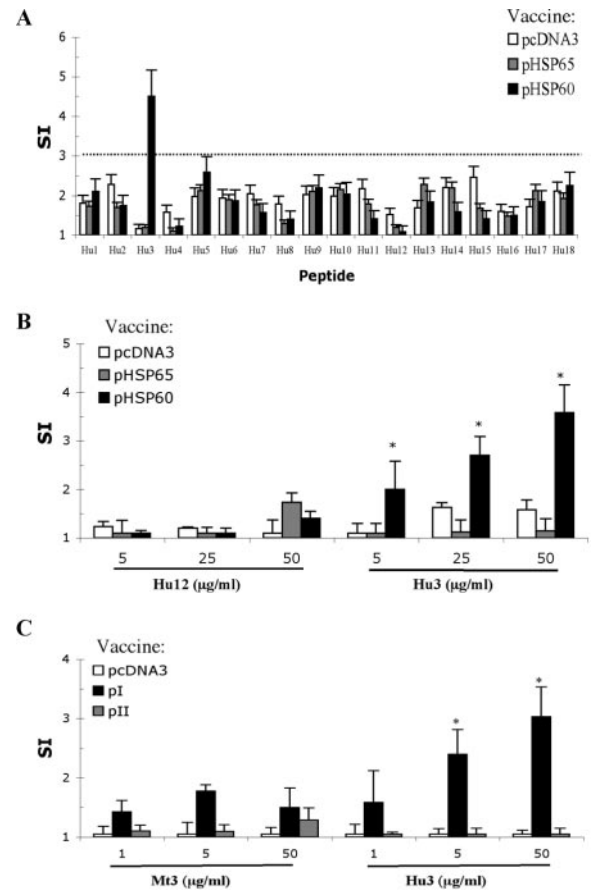 A
Vaccine:
pcDNA3
pHSP65
pHSP60
SI
6
5
4
3
2
1
Hu1 Hu2 Hu3 Hu4 Hu5 Hu6 Hu7 Hu8 Hu9 Hu10 Hu11 Hu12 Hu13 Hu14 Hu15 Hu16 Hu17 Hu18
Peptide
B
Vaccine:
pcDNA3
pHSP65
pHSP60
SI
5
4
3
2
1
* * *
5 25 50 5 25 50
Hu12 (µg/ml) Hu3 (µg/ml)
C
Vaccine:
pcDNA3
pI
pII
SI
4
3
2
1
* *
1 5 50 1 5 50
Mt3 (µg/ml) Hu3 (µg/ml)